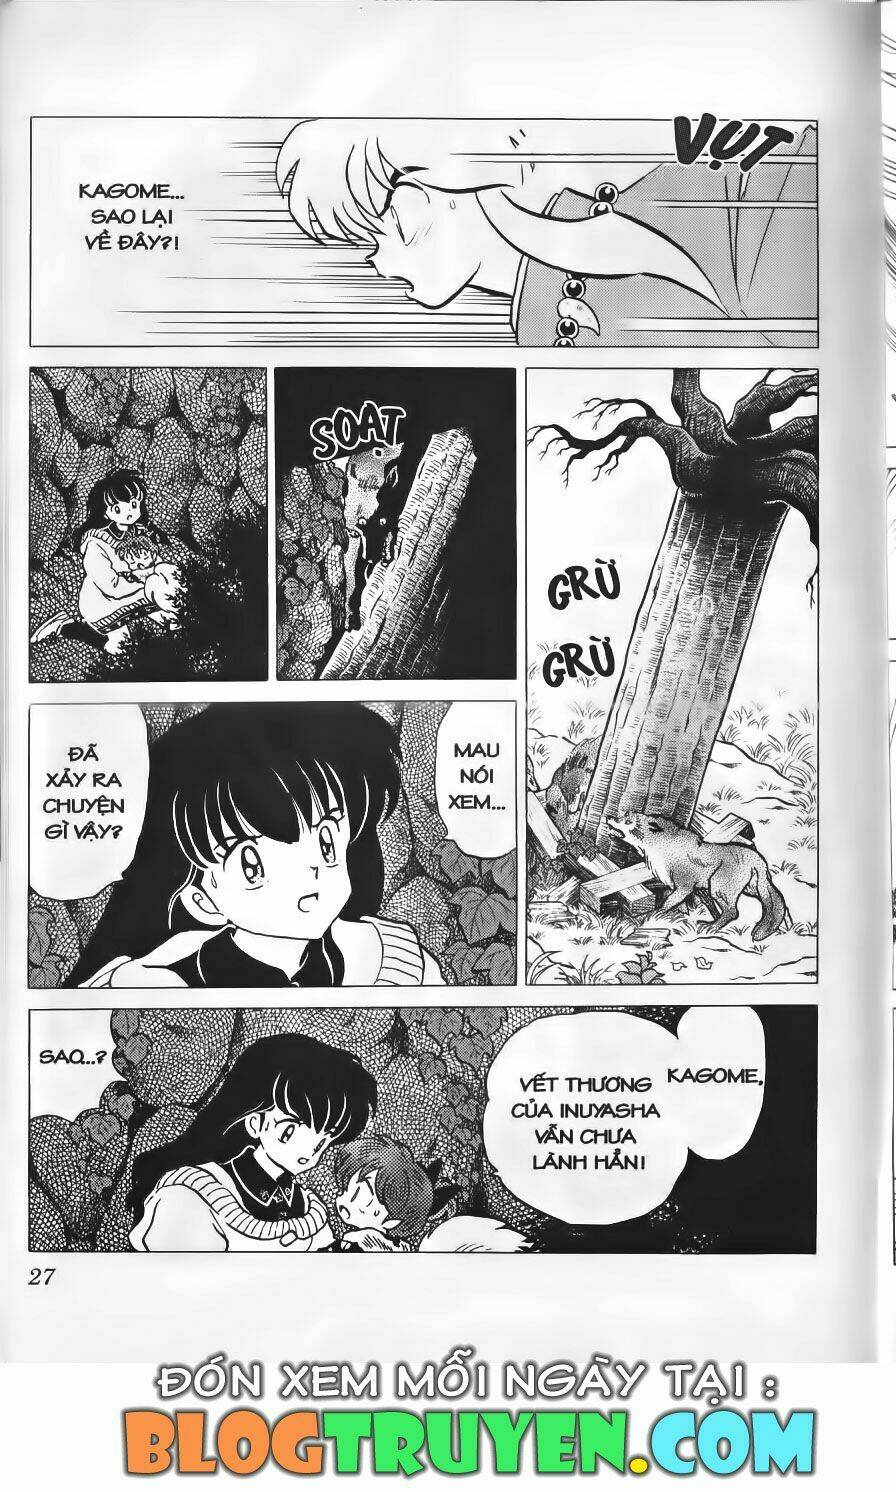 VỤT
KAGOME...
SAO LẠI
VỀ ĐÂY?!
GRỪ
GRỪ
SOẠT
MAU
NÓI
XEM...
ĐÃ
XẢY RA
CHUYỆN
GÌ VẬY?
KAGOME,
VẾT THƯƠNG
CỦA INUYASHA
VẪN CHƯA
LÀNH HẲN!
SAO...?
27
ĐÓN XEM MỖI NGÀY TẠI :
BLOGTRUYEN.COM